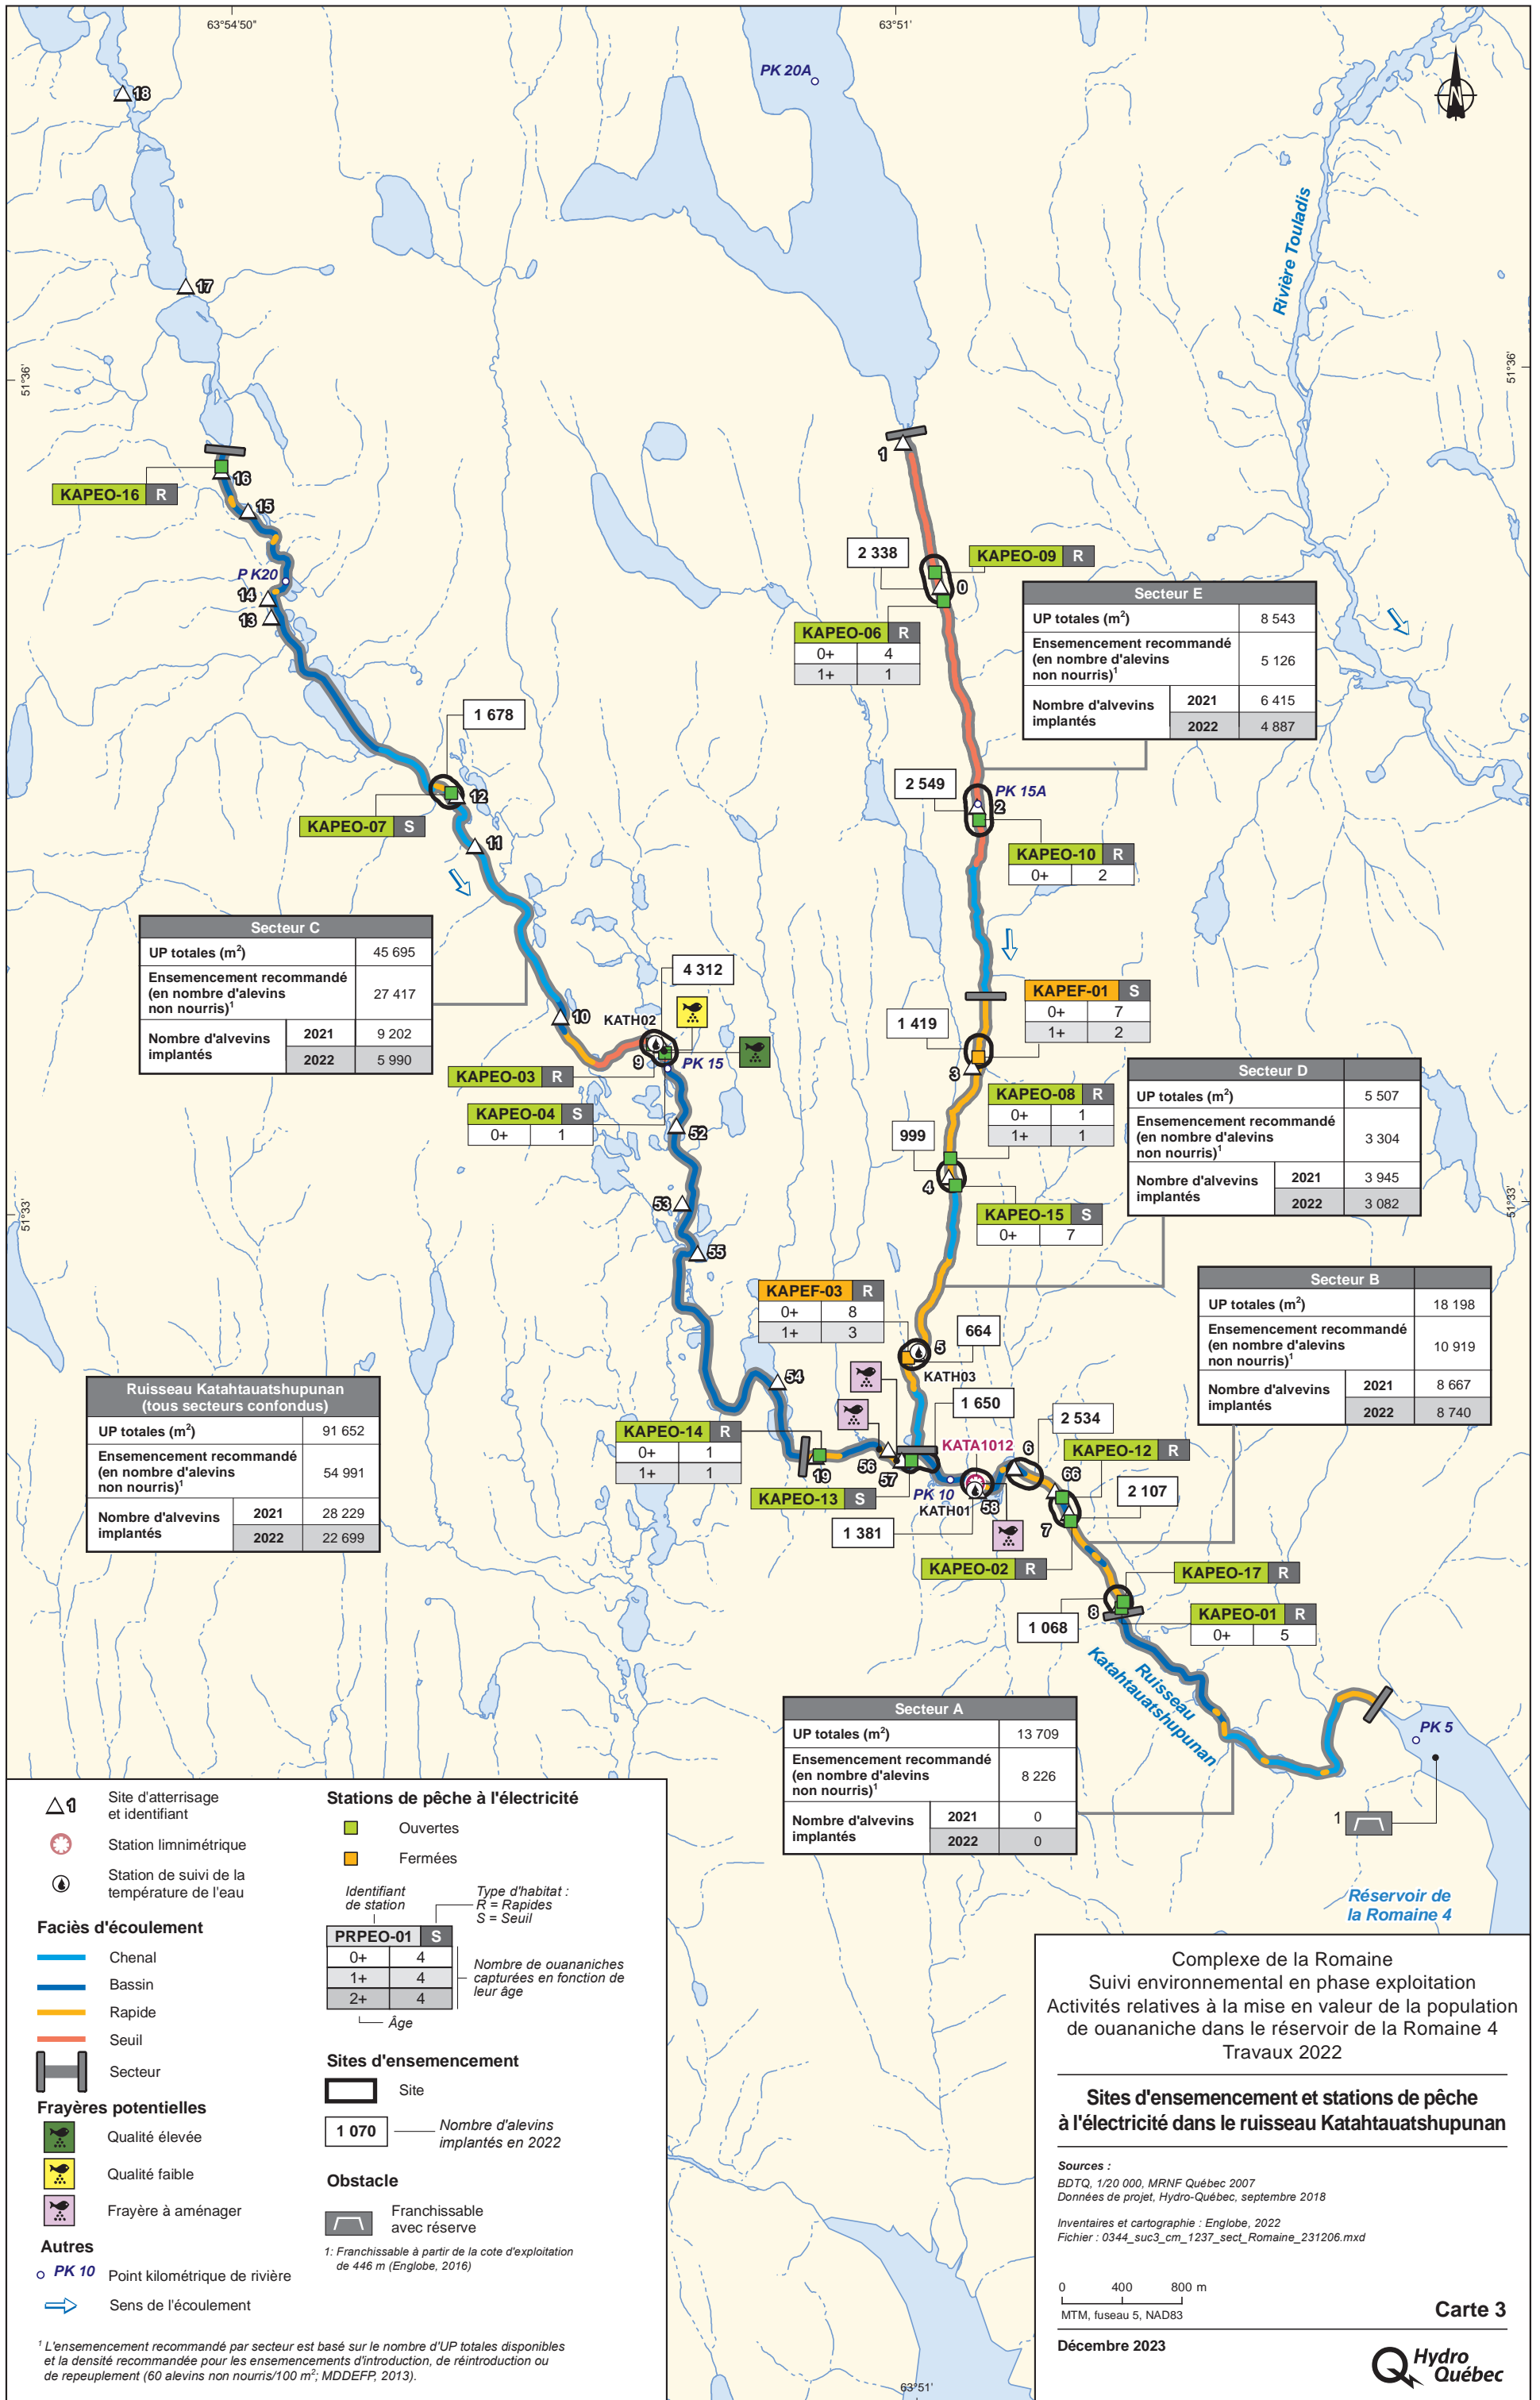 63°54'50"
63°51'
PK 20A
18
17
Rivière Touladis
51°36'
51°36'
1
16
KAPEO-16 R
15
P K20
14
13
2 338
KAPEO-09 R
0
KAPEO-06 R
0+ 4
1+ 1
Secteur E
UP totales (m²) 8 543
Ensemencement recommandé
(en nombre d'alevins
non nourris)¹
5 126
Nombre d'alvevins
implantés
2021 6 415
2022 4 887
1 678
12
KAPEO-07 S
11
2 549
PK 15A
2
KAPEO-10 R
0+ 2
Secteur C
UP totales (m²) 45 695
Ensemencement recommandé
(en nombre d'alevins
non nourris)¹
27 417
Nombre d'alvevins
implantés
2021 9 202
2022 5 990
4 312
10
KATH02
9
PK 15
KAPEO-03 R
KAPEO-04 S
0+ 1
1 419
KAPEF-01 S
0+ 7
1+ 2
3
KAPEO-08 R
0+ 1
1+ 1
999
4
KAPEO-15 S
0+ 7
Secteur D
UP totales (m²) 5 507
Ensemencement recommandé
(en nombre d'alevins
non nourris)¹
3 304
Nombre d'alvevins
implantés
2021 3 945
2022 3 082
52
53
55
51°33'
51°33'
KAPEF-03 R
0+ 8
1+ 3
664
5
KATH03
Secteur B
UP totales (m²) 18 198
Ensemencement recommandé
(en nombre d'alevins
non nourris)¹
10 919
Nombre d'alvevins
implantés
2021 8 667
2022 8 740
Ruisseau Katahtauatshupunan
(tous secteurs confondus)
UP totales (m²) 91 652
Ensemencement recommandé
(en nombre d'alevins
non nourris)¹
54 991
Nombre d'alvevins
implantés
2021 28 229
2022 22 699
54
1 650
2 534
KAPEO-14 R
0+ 1
1+ 1
19
56
57
KATA1012
6
KAPEO-12 R
66
2 107
KAPEO-13 S
PK 10
KATH01
58
7
1 381
KAPEO-02 R
KAPEO-17 R
8
1 068
KAPEO-01 R
0+ 5
Ruisseau
Katahtauatshupunan
PK 5
1
Secteur A
UP totales (m²) 13 709
Ensemencement recommandé
(en nombre d'alevins
non nourris)¹
8 226
Nombre d'alvevins
implantés
2021 0
2022 0
Réservoir de
la Romaine 4
1
Site d'atterrisage
et identifiant
Station limnimétrique
Station de suivi de la
température de l'eau
Faciès d'écoulement
Chenal
Bassin
Rapide
Seuil
Secteur
Frayères potentielles
Qualité élevée
Qualité faible
Frayère à aménager
Autres
PK 10 Point kilométrique de rivière
Sens de l'écoulement
Stations de pêche à l'électricité
Ouvertes
Fermées
Identifiant
de station
Type d'habitat :
R = Rapides
S = Seuil
PRPEO-01 S
0+ 4
1+ 4
2+ 4
Nombre de ouananiches
capturées en fonction de
leur âge
Âge
Sites d'ensemencement
Site
1 070
Nombre d'alevins
implantés en 2022
Obstacle
Franchissable
avec réserve
1: Franchissable à partir de la cote d'exploitation
de 446 m (Englobe, 2016)
¹ L'ensemencement recommandé par secteur est basé sur le nombre d'UP totales disponibles
et la densité recommandée pour les ensemencements d'introduction, de réintroduction ou
de repeuplement (60 alevins non nourris/100 m²; MDDEFP, 2013).
63°51'
Complexe de la Romaine
Suivi environnemental en phase exploitation
Activités relatives à la mise en valeur de la population
de ouananiche dans le réservoir de la Romaine 4
Travaux 2022
Sites d'ensemencement et stations de pêche
à l'électricité dans le ruisseau Katahtauatshupunan
Sources :
BDTQ, 1/20 000, MRNF Québec 2007
Données de projet, Hydro-Québec, septembre 2018
Inventaires et cartographie : Englobe, 2022
Fichier : 0344_suc3_cm_1237_sect_Romaine_231206.mxd
0 400 800 m
MTM, fuseau 5, NAD83
Carte 3
Décembre 2023
Hydro
Québec
N